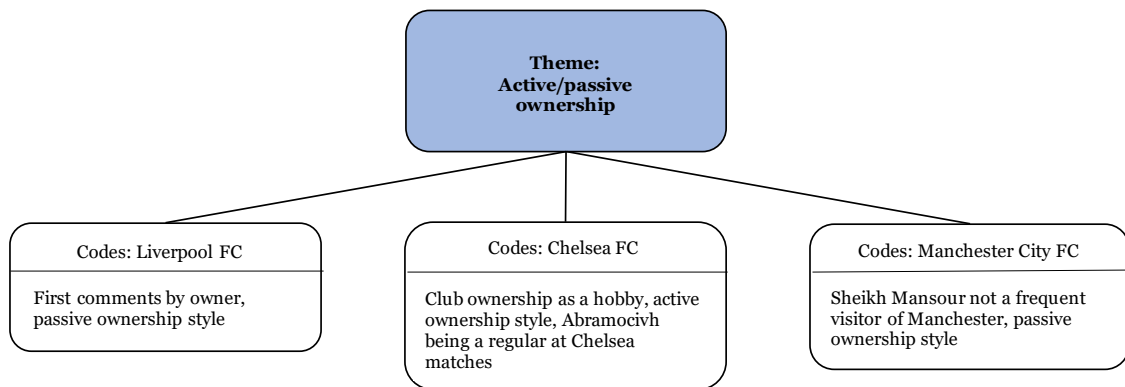 Theme:
Active/passive
ownership
Codes: Liverpool FC
First comments by owner,
passive ownership style
Codes: Chelsea FC
Club ownership as a hobby, active
ownership style, Abramocivh
being a regular at Chelsea
matches
Codes: Manchester City FC
Sheikh Mansour not a frequent
visitor of Manchester, passive
ownership style